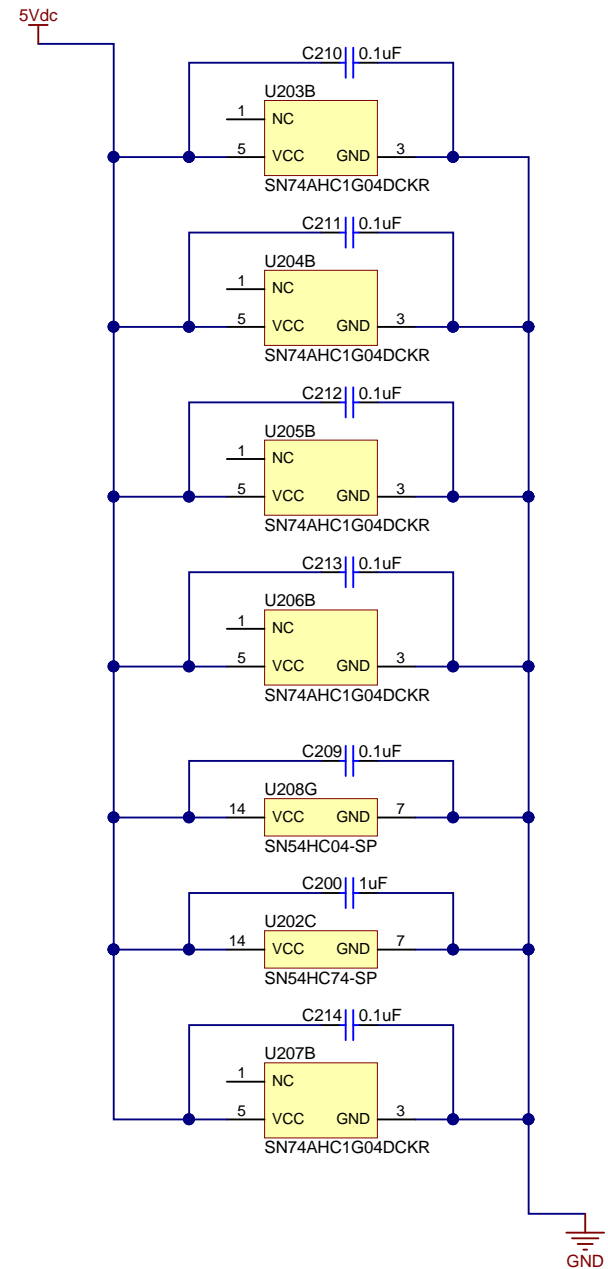 5Vdc
C210 0.1uF
U203B
1 NC
5 VCC GND 3
SN74AHC1G04DCKR
C211 0.1uF
U204B
1 NC
5 VCC GND 3
SN74AHC1G04DCKR
C212 0.1uF
U205B
1 NC
5 VCC GND 3
SN74AHC1G04DCKR
C213 0.1uF
U206B
1 NC
5 VCC GND 3
SN74AHC1G04DCKR
C209 0.1uF
U208G
14 VCC GND 7
SN54HC04-SP
C200 1uF
U202C
14 VCC GND 7
SN54HC74-SP
C214 0.1uF
U207B
1 NC
5 VCC GND 3
SN74AHC1G04DCKR
GND